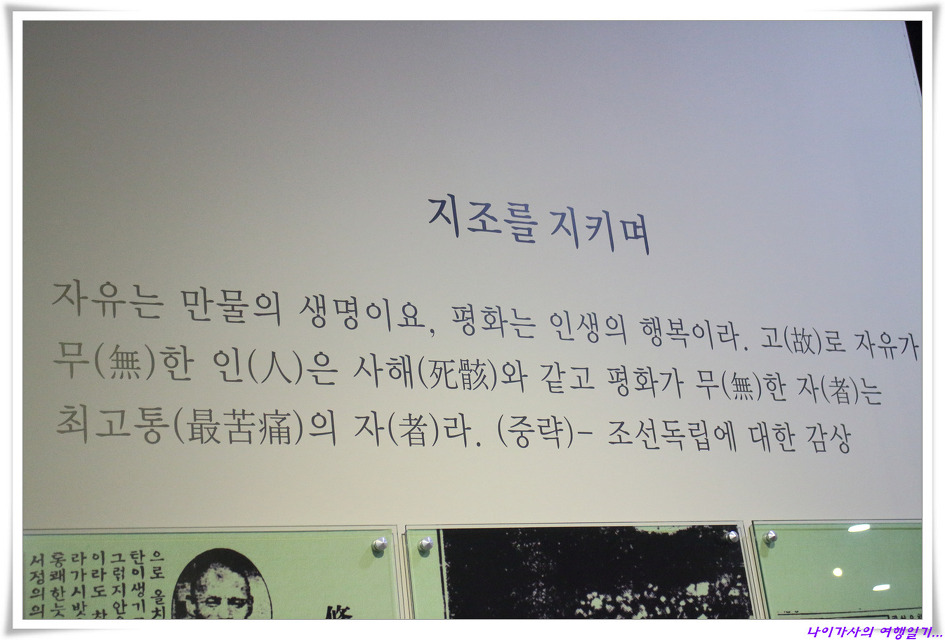 지조를 지키며
자유는 만물의 생명이요, 평화는 인생의 행복이라. 고(故)로 자유가
무(無)한 인(人)은 사해(死骸)와 같고 평화가 무(無)한 자(者)는
최고통(最苦痛)의 자(者)라. (중략)- 조선독립에 대한 감상
나이가사의 여행일기...